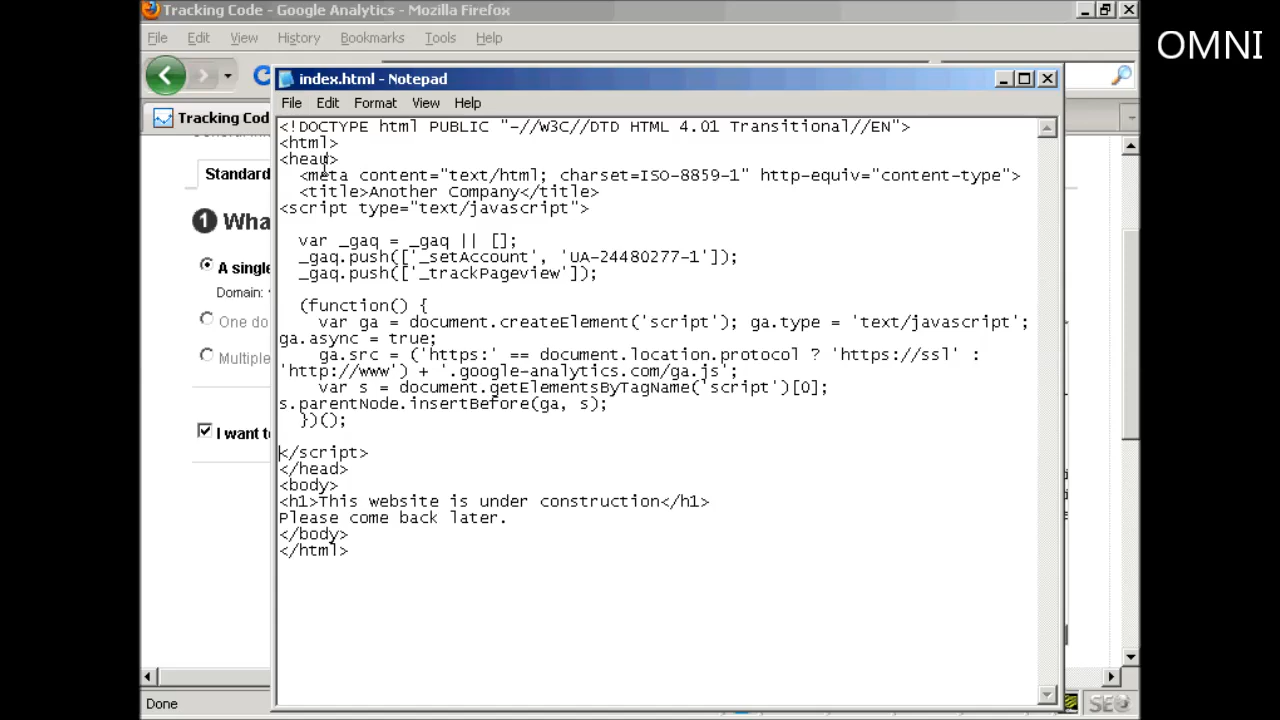 Tracking Code - Google Analytics - Mozilla Firefox
File Edit View History Bookmarks Tools Help
OMNI
index.html - Notepad
Tracking Cod
File Edit Format View Help
Standard
1 Wha
A single
Domain:
One do
Multiple
I want to
<!DOCTYPE html PUBLIC "-//W3C//DTD HTML 4.01 Transitional//EN">
<html>
<head>
<meta content="text/html; charset=ISO-8859-1" http-equiv="content-type">
<title>Another Company</title>
<script type="text/javascript">
var _gaq = _gaq || [];
_gaq.push(['_setAccount', 'UA-24480277-1']);
_gaq.push(['_trackPageview']);
(function() {
var ga = document.createElement('script'); ga.type = 'text/javascript';
ga.async = true;
ga.src = ('https:' == document.location.protocol ? 'https://ssl' :
'http://www') + '.google-analytics.com/ga.js';
var s = document.getElementsByTagName('script')[0];
s.parentNode.insertBefore(ga, s);
})();
</script>
</head>
<body>
<h1>This website is under construction</h1>
Please come back later.
</body>
</html>
Done
SEO